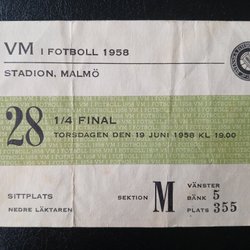 VM I FOTBOLL 1958
STADION, MALMÖ
28
1/4 FINAL
TORSDAGEN DEN 19 JUNI 1958 KL 19.00
SITTPLATS
NEDRE LÄKTAREN
SEKTION M
VÄNSTER
BÄNK 5
PLATS 355